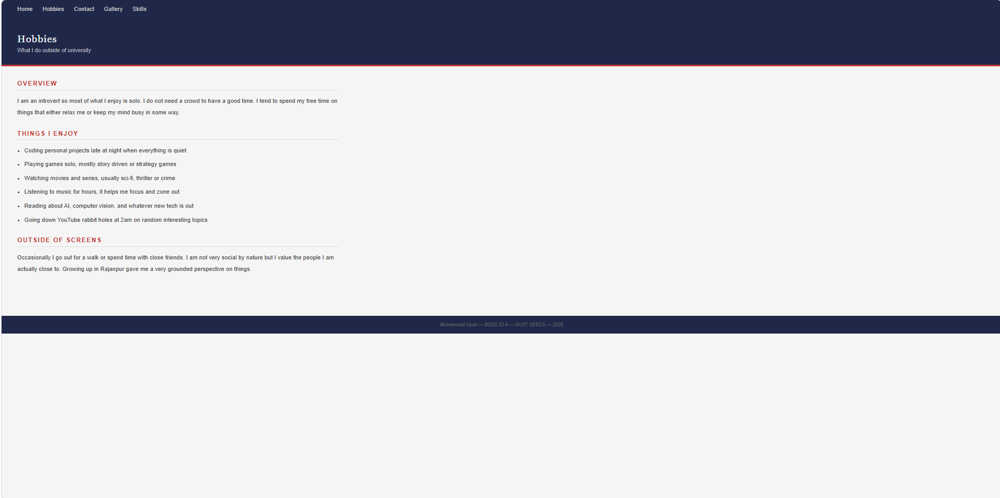 Home Hobbies Contact Gallery Skills
Hobbies
What I do outside of university
OVERVIEW
I am an introvert so most of what I enjoy is solo. I do not need a crowd to have a good time. I tend to spend my free time on
things that either relax me or keep my mind busy in some way.
THINGS I ENJOY
• Coding personal projects late at night when everything is quiet
• Playing games solo, mostly story driven or strategy games
• Watching movies and series, usually sci-fi, thriller or crime
• Listening to music for hours, it helps me focus and zone out
• Reading about AI, computer vision, and whatever new tech is out
• Going down YouTube rabbit holes at 2am on random interesting topics
OUTSIDE OF SCREENS
Occasionally I go out for a walk or spend time with close friends. I am not very social by nature but I value the people I am
actually close to. Growing up in Rajanpur gave me a very grounded perspective on things.
Muhammad Uzair — BSDS 02 A — NUST SEECS — 2026